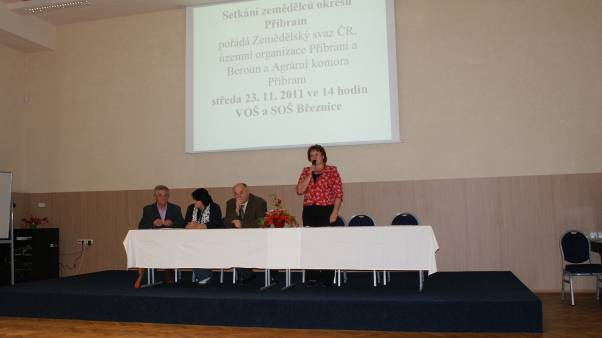 Setkání zemědělců okresu
Příbram
pořádá Zemědělský svaz ČR,
územní organizace Příbram a
Beroun a Agrární komora
Příbram
středa 23. 11. 2011 ve 14 hodin
VOŠ a SOŠ Březnice